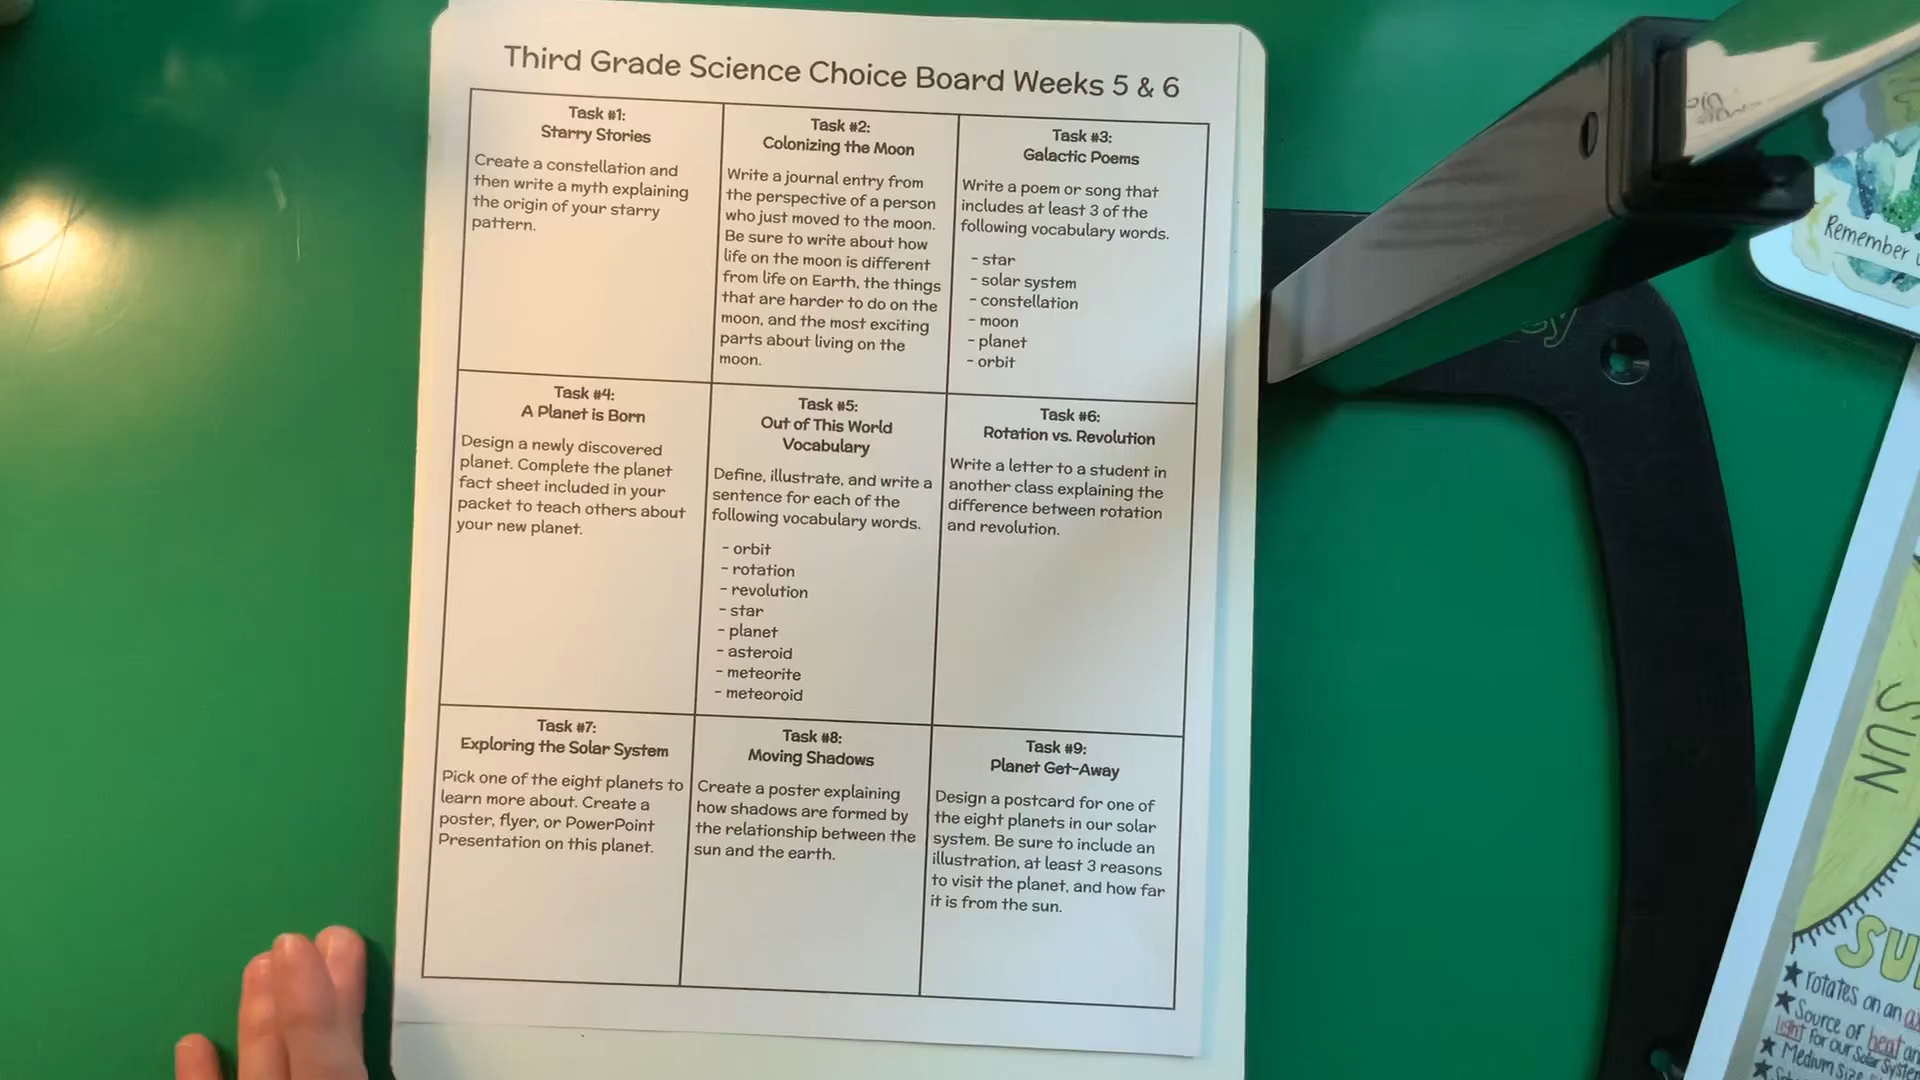 Third Grade Science Choice Board Weeks 5 & 6
Task #1:
Starry Stories
Create a constellation and
then write a myth explaining
the origin of your starry
pattern.
Task #2:
Colonizing the Moon
Write a journal entry from
the perspective of a person
who just moved to the moon.
Be sure to write about how
life on the moon is different
from life on Earth, the things
that are harder to do on the
moon, and the most exciting
parts about living on the
moon.
Task #3:
Galactic Poems
Write a poem or song that
includes at least 3 of the
following vocabulary words.
- star
- solar system
- constellation
- moon
- planet
- orbit
Task #4:
A Planet is Born
Design a newly discovered
planet. Complete the planet
fact sheet included in your
packet to teach others about
your new planet.
Task #5:
Out of This World
Vocabulary
Define, illustrate, and write a
sentence for each of the
following vocabulary words.
- orbit
- rotation
- revolution
- star
- planet
- asteroid
- meteorite
- meteoroid
Task #6:
Rotation vs. Revolution
Write a letter to a student in
another class explaining the
difference between rotation
and revolution.
Task #7:
Exploring the Solar System
Pick one of the eight planets to
learn more about. Create a
poster, flyer, or PowerPoint
Presentation on this planet.
Task #8:
Moving Shadows
Create a poster explaining
how shadows are formed by
the relationship between the
sun and the earth.
Task #9:
Planet Get-Away
Design a postcard for one of
the eight planets in our solar
system. Be sure to include an
illustration, at least 3 reasons
to visit the planet, and how far
it is from the sun.
Remember
SUN
★ rotates on an
★ Source of heat
light for our Solar
★ Medium